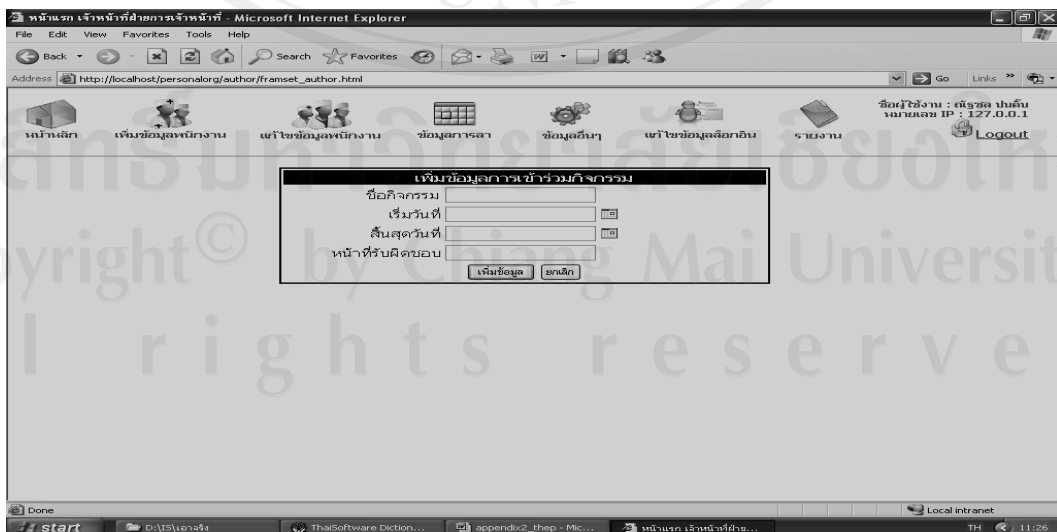 หน้าแรก เจ้าหน้าที่ฝ่ายการเจ้าหน้าที่ - Microsoft Internet Explorer
File Edit View Favorites Tools Help
Back Search Favorites
Address http://localhost/personalorg/author/framset_author.html Go Links »
หน้าหลัก เพิ่มข้อมูลพนักงาน แก้ไขข้อมูลพนักงาน ข้อมูลการลา ข้อมูลอื่นๆ แก้ไขข้อมูลล็อกอิน รายงาน
ชื่อผู้ใช้งาน : ณัฐชล ปนคัน
หมายเลข IP : 127.0.0.1
Logout
เพิ่มข้อมูลการเข้าร่วมกิจกรรม
ชื่อกิจกรรม
เริ่มวันที่
สิ้นสุดวันที่
หน้าที่รับผิดชอบ
เพิ่มข้อมูล ยกเลิก
Copyright © by Chiang Mai Universit
l rights reserve
Done Local intranet
start D:\IS\เอาจริง ThaiSoftware Diction... appendix2_thep - Mic... หน้าแรก เจ้าหน้าที่ฝ่าย... TH 11:26